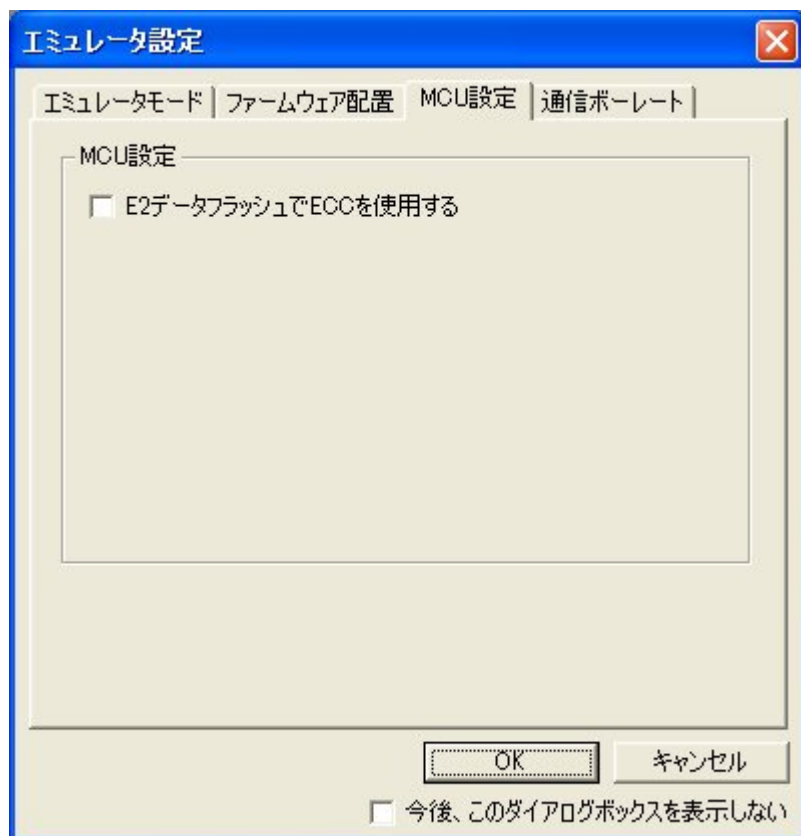 エミュレータ設定
エミュレータモード ファームウェア配置 MCU設定 通信ボーレート
MCU設定
E2データフラッシュでECCを使用する
OK キャンセル
今後、このダイアログボックスを表示しない